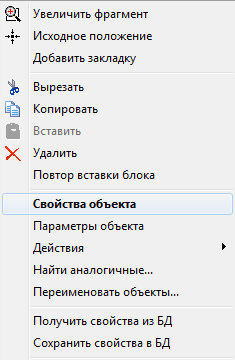 Увеличить фрагмент
Исходное положение
Добавить закладку
Вырезать
Копировать
Вставить
Удалить
Повтор вставки блока
Свойства объекта
Параметры объекта
Действия
Найти аналогичные...
Переименовать объекты...
Получить свойства из БД
Сохранить свойства в БД